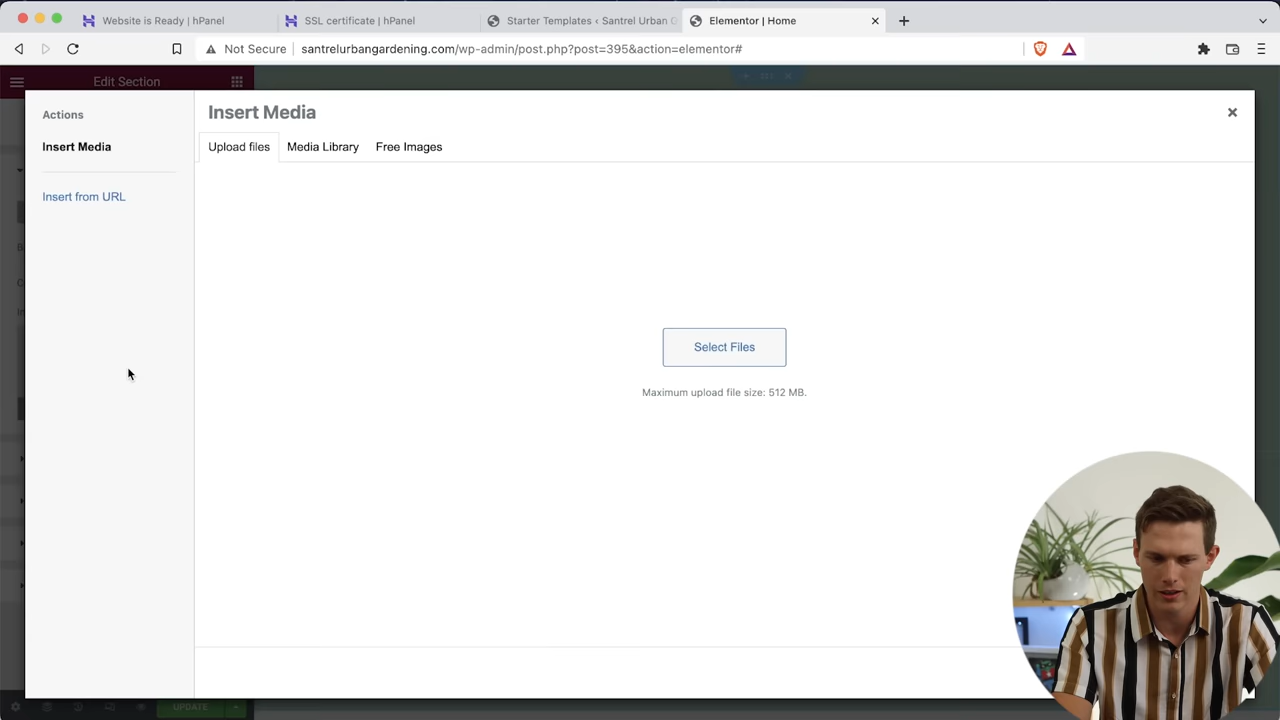 Website is Ready | hPanel
SSL certificate | hPanel
Starter Templates ‹ Santrel Urban
Elementor | Home
Not Secure
santrelurbangardening.com/wp-admin/post.php?post=395&action=elementor#
Edit Section
Actions
Insert Media
Insert from URL
Insert Media
Upload files
Media Library
Free Images
Select Files
Maximum upload file size: 512 MB.
UPDATE